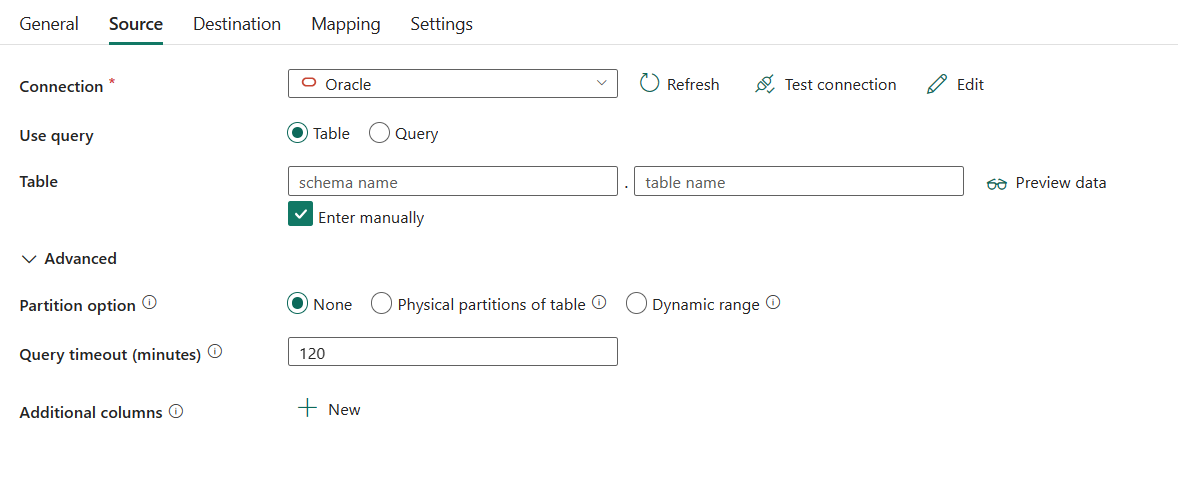 General Source Destination Mapping Settings
Connection * Oracle Refresh Test connection Edit
Use query Table Query
Table schema name . table name Preview data
Enter manually
Advanced
Partition option None Physical partitions of table Dynamic range
Query timeout (minutes) 120
Additional columns New